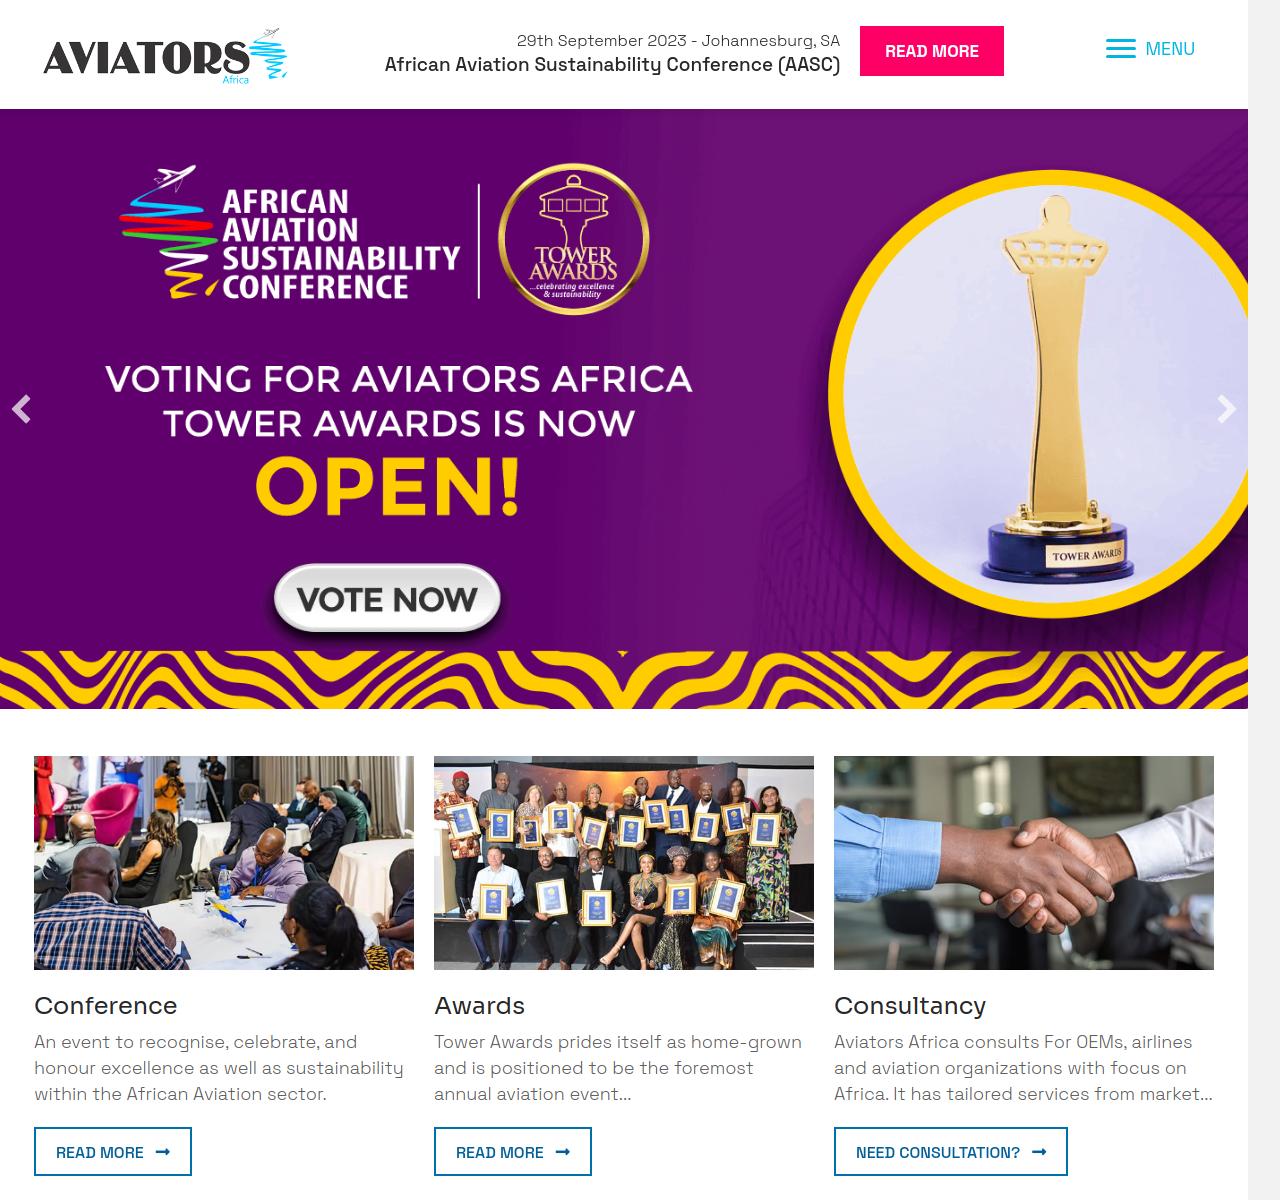 AVIATORS
Africa
29th September 2023 - Johannesburg, SA
African Aviation Sustainability Conference (AASC)
READ MORE
MENU
AFRICAN
AVIATION
SUSTAINABILITY
CONFERENCE
TOWER
AWARDS
...celebrating excellence
& sustainability
VOTING FOR AVIATORS AFRICA
TOWER AWARDS IS NOW
OPEN!
VOTE NOW
TOWER AWARDS
Conference
An event to recognise, celebrate, and
honour excellence as well as sustainability
within the African Aviation sector.
READ MORE
Awards
Tower Awards prides itself as home-grown
and is positioned to be the foremost
annual aviation event...
READ MORE
Consultancy
Aviators Africa consults For OEMs, airlines
and aviation organizations with focus on
Africa. It has tailored services from market...
NEED CONSULTATION?